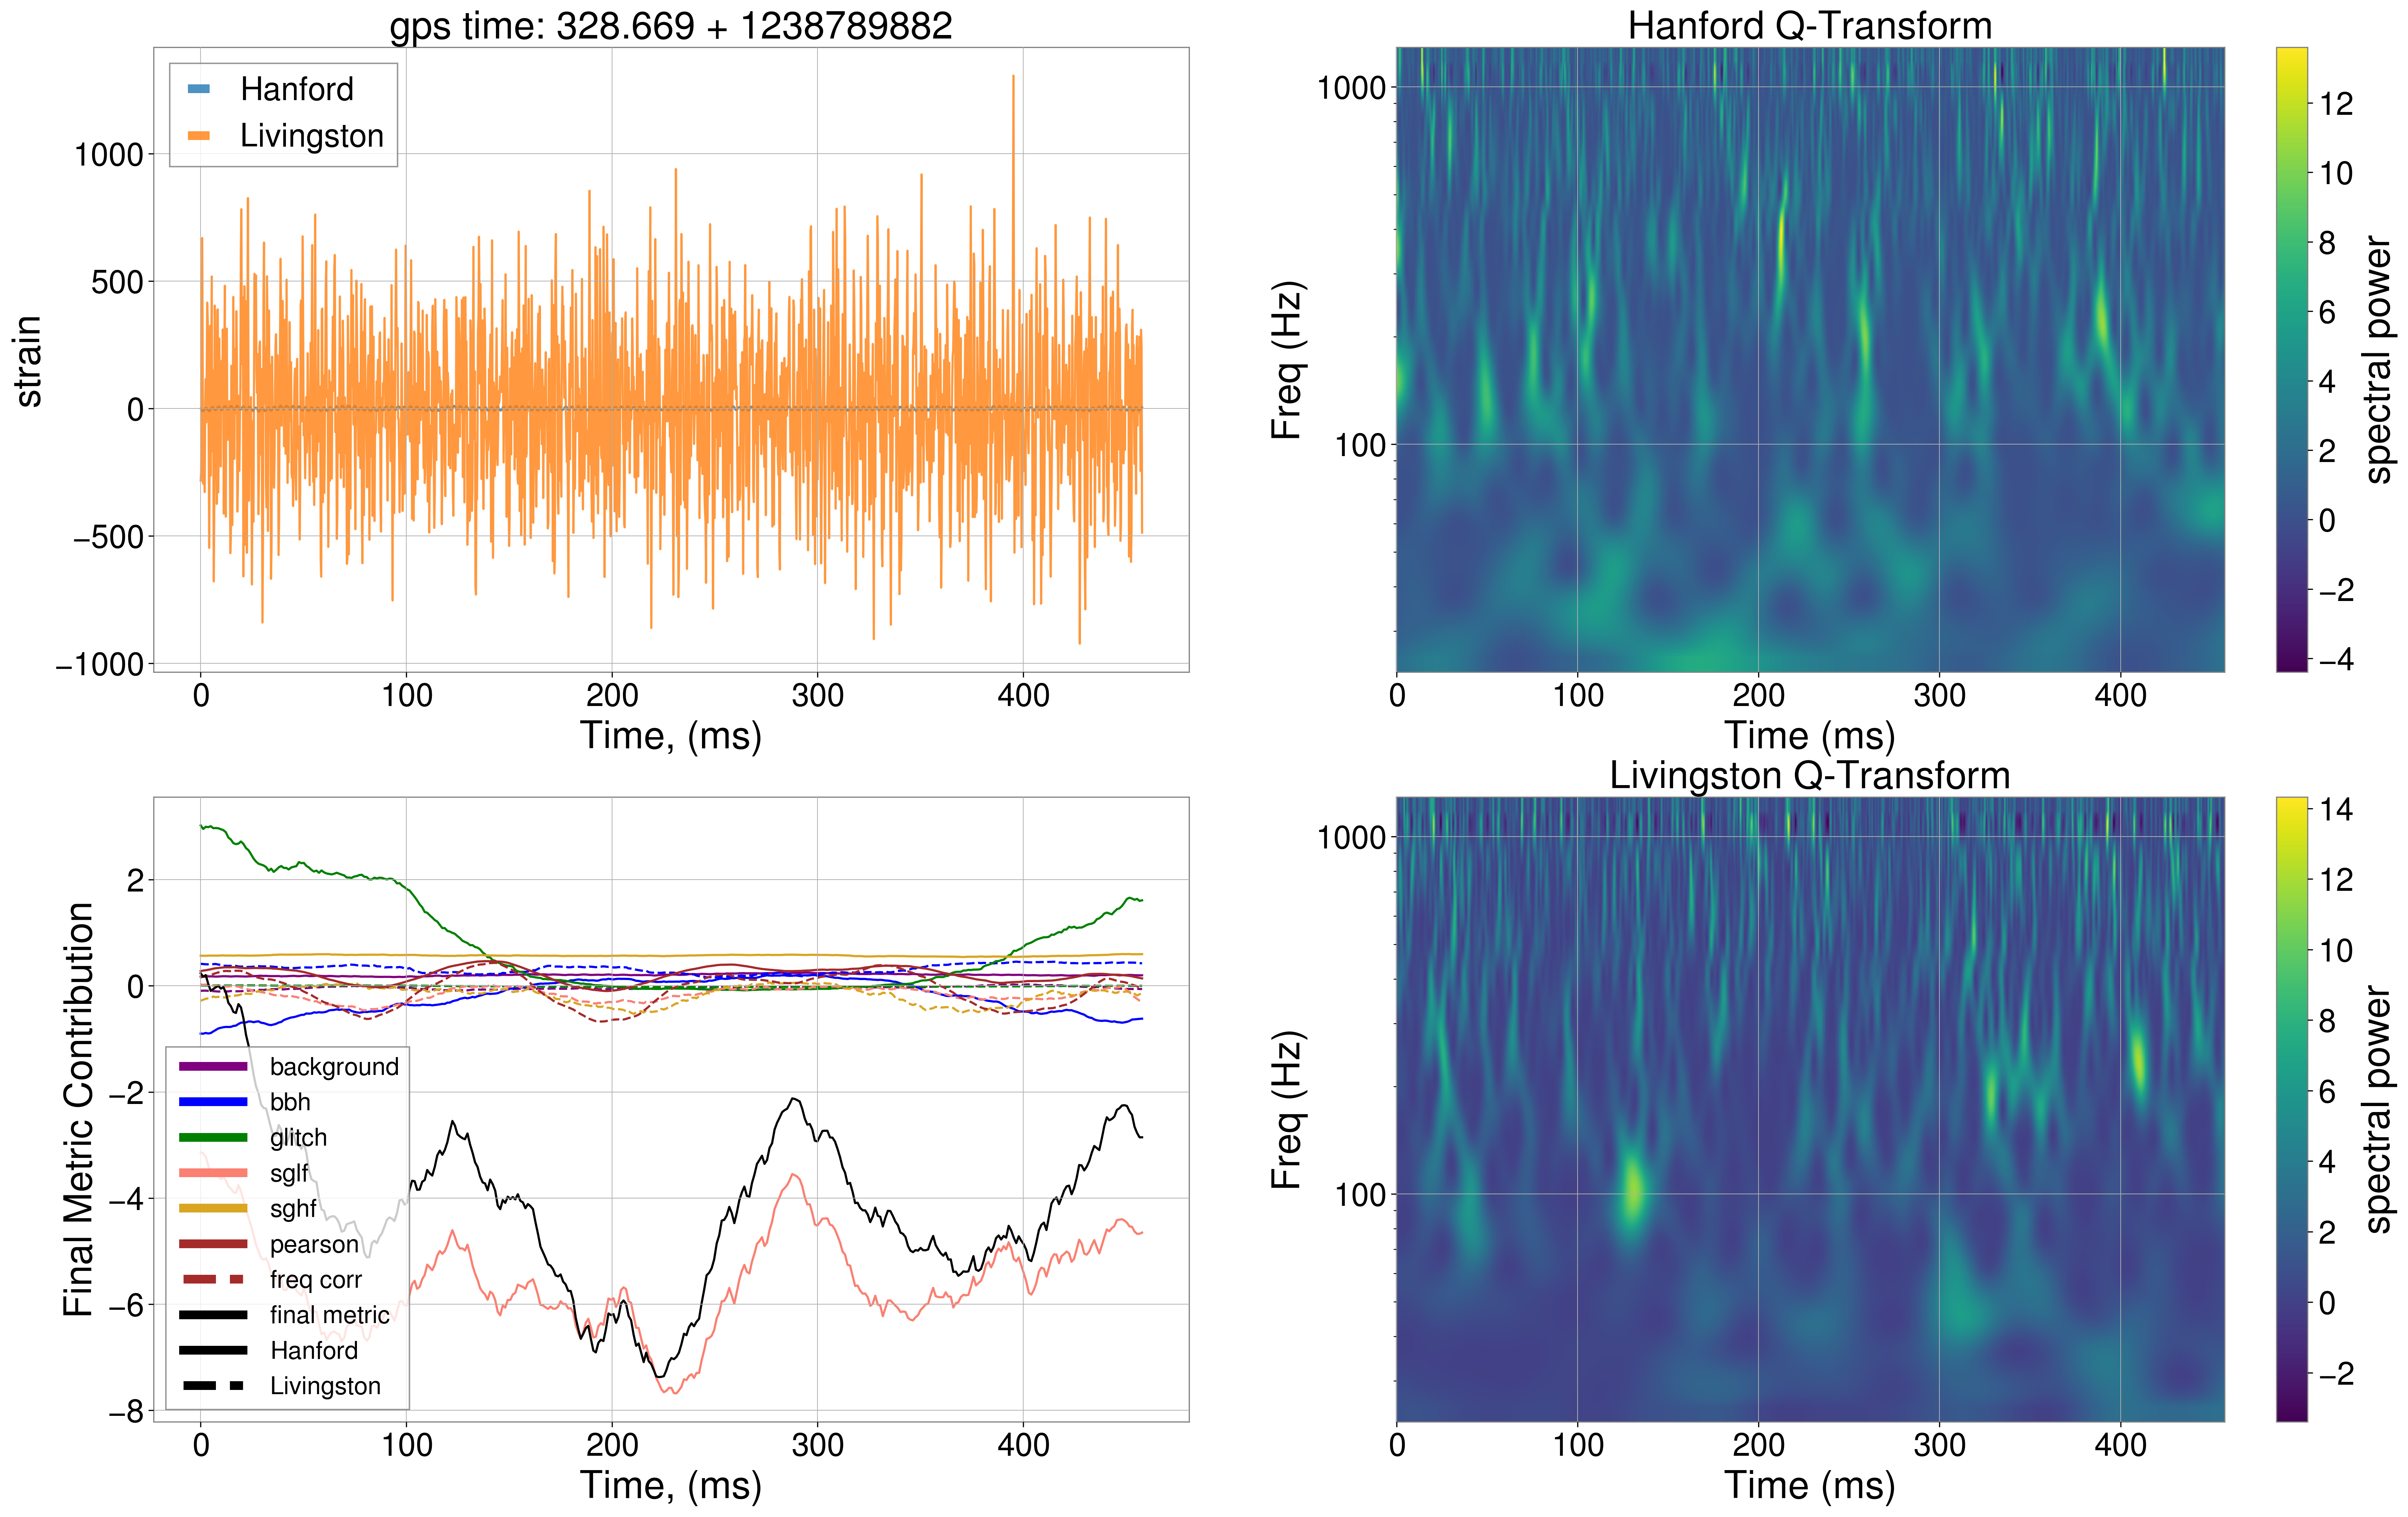 gps time: 328.669 + 1238789882
Hanford
Livingston
strain
1000
500
0
−500
−1000
0 100 200 300 400
Time, (ms)
Hanford Q-Transform
Freq (Hz)
1000
100
0 100 200 300 400
Time (ms)
12
10
8
6
4
2
0
−2
−4
spectral power
Final Metric Contribution
2
0
−2
−4
−6
−8
background
bbh
glitch
sglf
sghf
pearson
freq corr
final metric
Hanford
Livingston
0 100 200 300 400
Time, (ms)
Livingston Q-Transform
Freq (Hz)
1000
100
0 100 200 300 400
Time (ms)
14
12
10
8
6
4
2
0
−2
spectral power